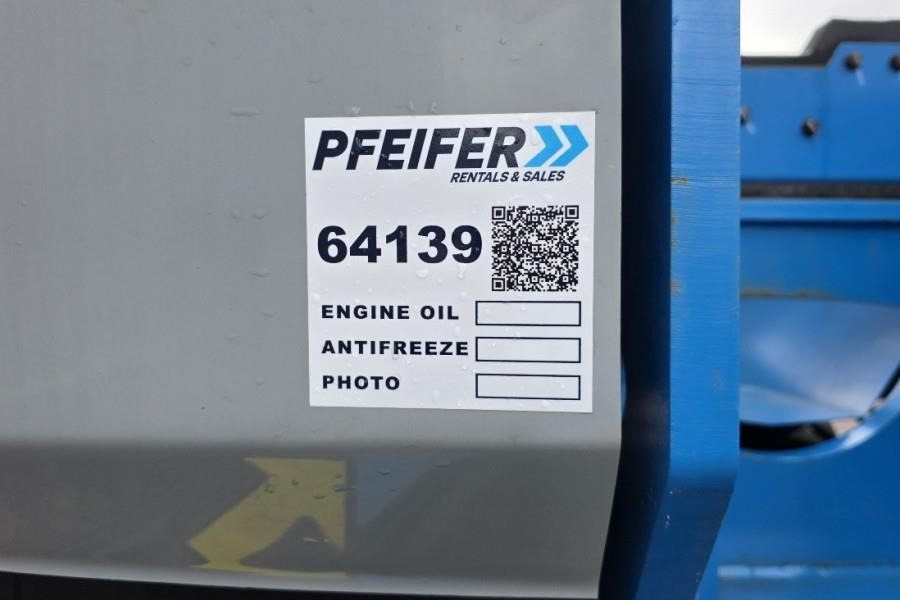 PFEIFER
RENTALS & SALES
64139
ENGINE OIL
ANTIFREEZE
PHOTO